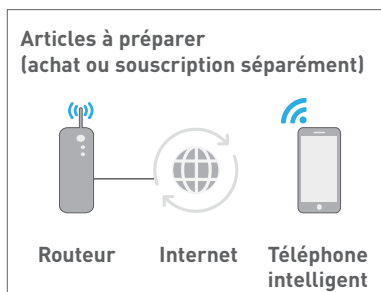 Articles à préparer
(achat ou souscription séparément)
Routeur
Internet
Téléphone
intelligent